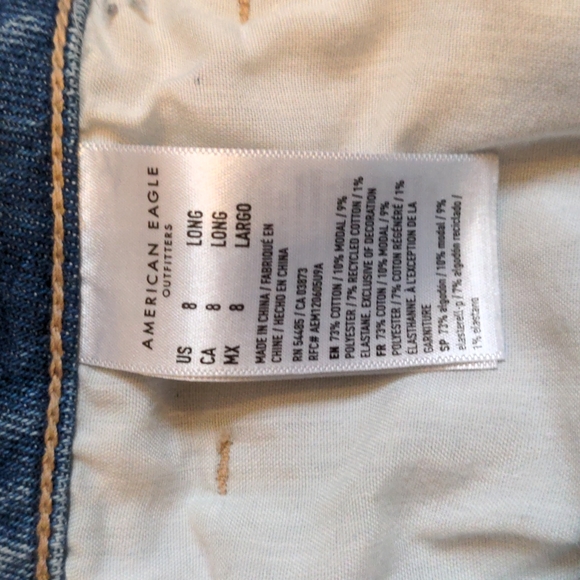 AMERICAN EAGLE
OUTFITTERS
US 8 LONG
CA 8 LONG
MX 8 LARGO
MADE IN CHINA / FABRIQUÉ EN
CHINE / HECHO EN CHINA
RN 54485 / CA 03873
RFC# AEM1208605U9A
EN 73% COTTON / 10% MODAL / 9%
POLYESTER / 7% RECYCLED COTTON / 1%
ELASTANE, EXCLUSIVE OF DECORATION
FR 73% COTON / 10% MODAL / 9%
POLYESTER / 7% COTON RÉGÉNÉRÉ / 1%
ÉLASTHANNE, À L'EXCEPTION DE LA
GARNITURE
SP 73% algodón / 10% modal / 9%
7% algodón reciclado /
1% elastano